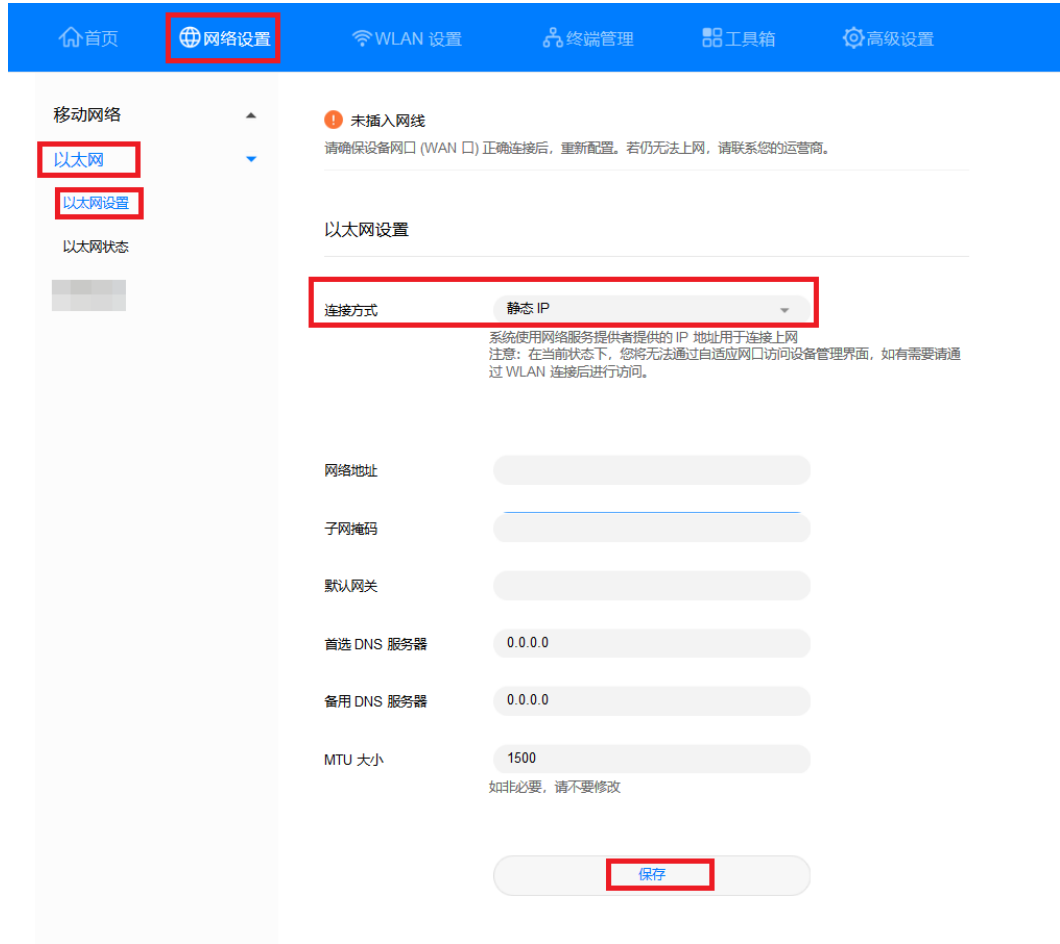 首页 网络设置 WLAN 设置 终端管理 工具箱 高级设置
移动网络
以太网
以太网设置
以太网状态
未插入网线
请确保设备网口 (WAN 口) 正确连接后，重新配置。若仍无法上网，请联系您的运营商。
以太网设置
连接方式 静态 IP
系统使用网络服务提供者提供的 IP 地址用于连接上网
注意：在当前状态下，您将无法通过自适应网口访问设备管理界面，如有需要请通
过 WLAN 连接后进行访问。
网络地址
子网掩码
默认网关
首选 DNS 服务器 0.0.0.0
备用 DNS 服务器 0.0.0.0
MTU 大小 1500
如非必要，请不要修改
保存